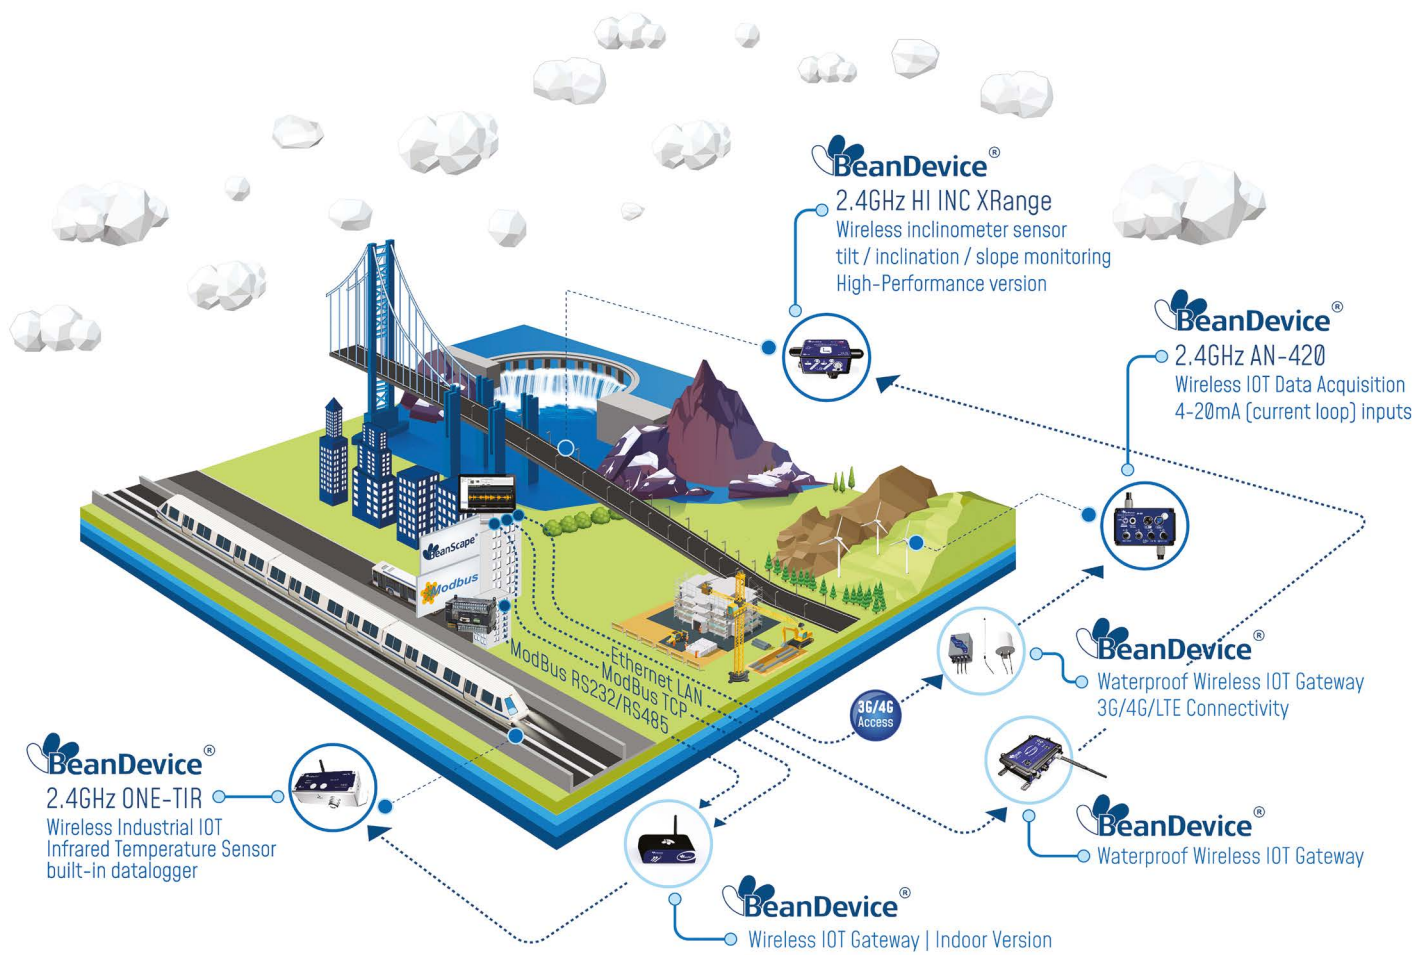 BeanDevice®
2.4GHz HI INC XRange
Wireless inclinometer sensor
tilt / inclination / slope monitoring
High-Performance version
BeanDevice®
2.4GHz AN-420
Wireless IOT Data Acquisition
4-20mA (current loop) inputs
BeanScape®
Modbus
Ethernet LAN
ModBus TCP
ModBus RS232/RS485
3G/4G
Access
BeanDevice®
Waterproof Wireless IOT Gateway
3G/4G/LTE Connectivity
BeanDevice®
2.4GHz ONE-TIR
Wireless Industrial IOT
Infrared Temperature Sensor
built-in datalogger
BeanDevice®
Waterproof Wireless IOT Gateway
BeanDevice®
Wireless IOT Gateway | Indoor Version